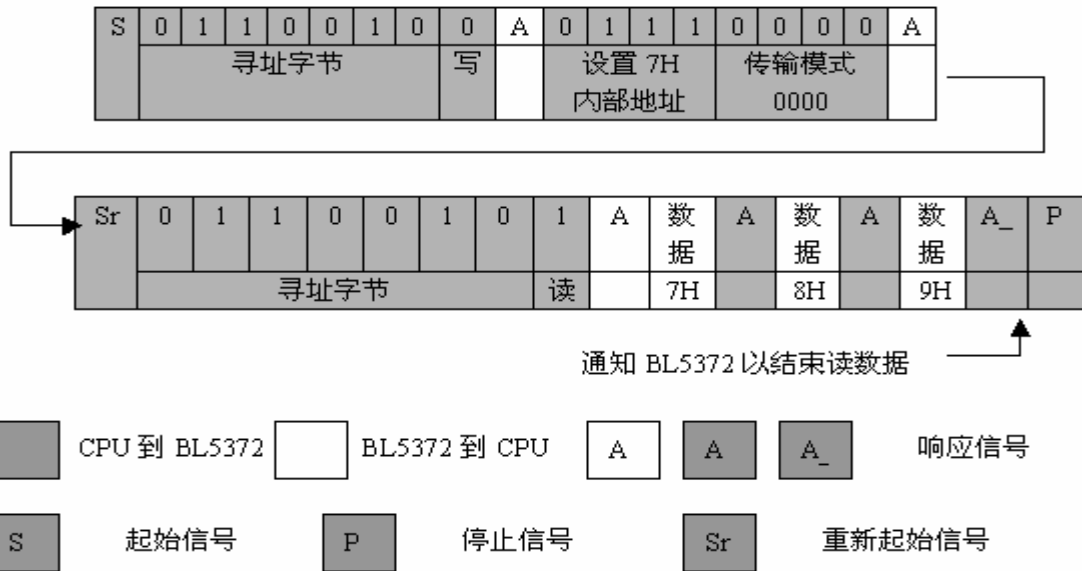 S 0 1 1 0 0 1 0 0 A 0 1 1 1 0 0 0 0 A
寻址字节 写 设置 7H 传输模式
内部地址 0000
Sr 0 1 1 0 0 1 0 1 A 数 A 数 A 数 A_ P
据 据 据
寻址字节 读 7H 8H 9H
通知 BL5372 以结束读数据
CPU 到 BL5372 BL5372 到 CPU A A A_ 响应信号
S 起始信号 P 停止信号 Sr 重新起始信号